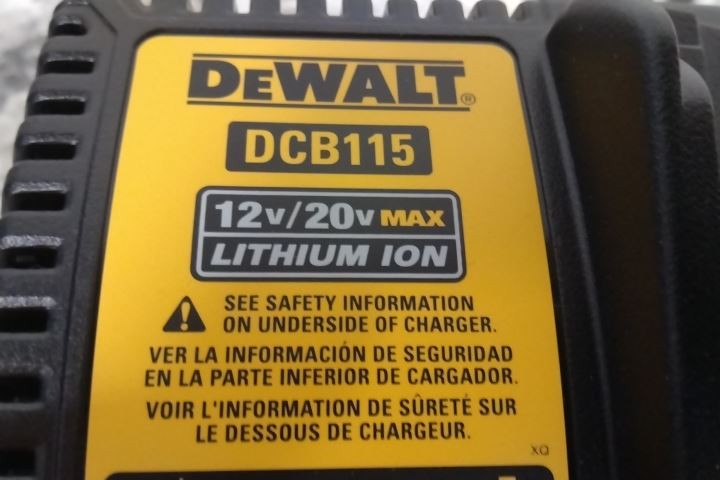 DEWALT®
DCB115
12V/20V MAX
LITHIUM ION
SEE SAFETY INFORMATION
ON UNDERSIDE OF CHARGER.
VER LA INFORMACIÓN DE SEGURIDAD
EN LA PARTE INFERIOR DE CARGADOR.
VOIR L'INFORMATION DE SÛRETÉ SUR
LE DESSOUS DE CHARGEUR.
XQ